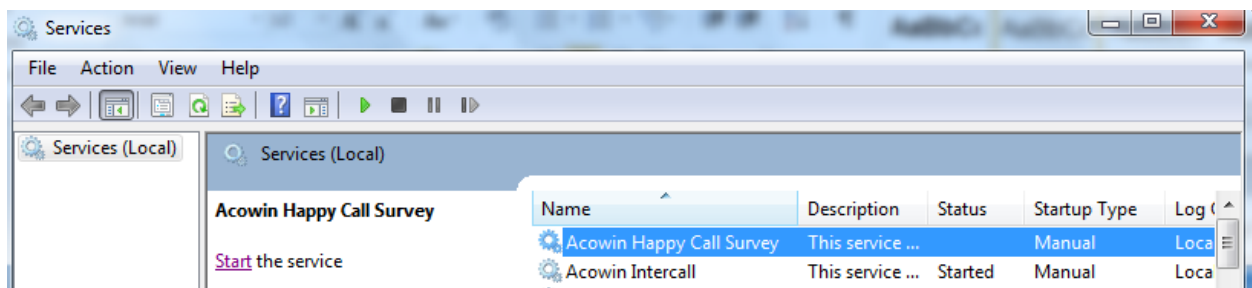 Services
File Action View Help
Services (Local)
Services (Local)
Acowin Happy Call Survey
Start the service
Name Description Status Startup Type Log
Acowin Happy Call Survey This service ... Manual Loca
Acowin Intercall This service ... Started Manual Loca